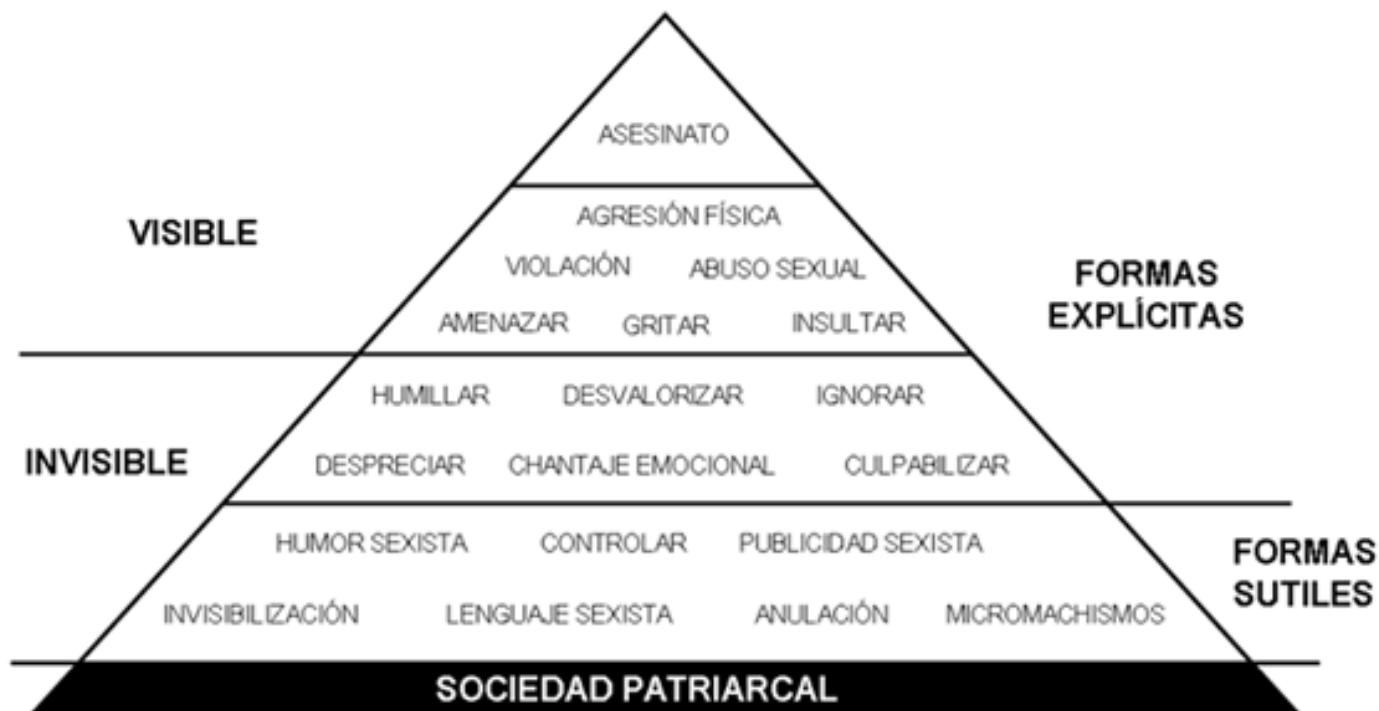 ASESINATO
AGRESIÓN FÍSICA
VISIBLE
VIOLACIÓN ABUSO SEXUAL
FORMAS
EXPLÍCITAS
AMENAZAR GRITAR INSULTAR
HUMILLAR DESVALORIZAR IGNORAR
INVISIBLE
DESPRECIAR CHANTAJE EMOCIONAL CULPABILIZAR
HUMOR SEXISTA CONTROLAR PUBLICIDAD SEXISTA
FORMAS
SUTILES
INVISIBILIZACIÓN LENGUAJE SEXISTA ANULACIÓN MICROMACHISMOS
SOCIEDAD PATRIARCAL